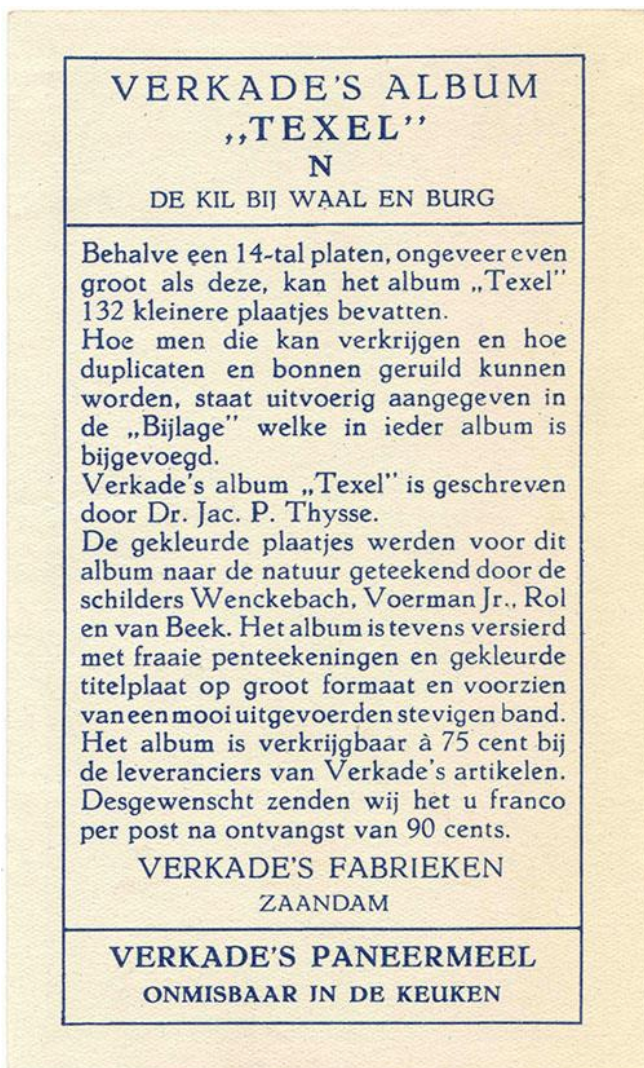 VERKADE'S ALBUM
„TEXEL”
N
DE KIL BIJ WAAL EN BURG
Behalve een 14-tal platen, ongeveer even
groot als deze, kan het album „Texel”
132 kleinere plaatjes bevatten.
Hoe men die kan verkrijgen en hoe
duplicaten en bonnen geruild kunnen
worden, staat uitvoerig aangegeven in
de „Bijlage” welke in ieder album is
bijgevoegd.
Verkade's album „Texel” is geschreven
door Dr. Jac. P. Thysse.
De gekleurde plaatjes werden voor dit
album naar de natuur geteekend door de
schilders Wenckebach, Voerman Jr., Rol
en van Beek. Het album is tevens versierd
met fraaie penteekeningen en gekleurde
titelplaat op groot formaat en voorzien
van een mooi uitgevoerden stevigen band.
Het album is verkrijgbaar à 75 cent bij
de leveranciers van Verkade's artikelen.
Desgewenscht zenden wij het u franco
per post na ontvangst van 90 cents.
VERKADE'S FABRIEKEN
ZAANDAM
VERKADE'S PANEERMEEL
ONMISBAAR IN DE KEUKEN